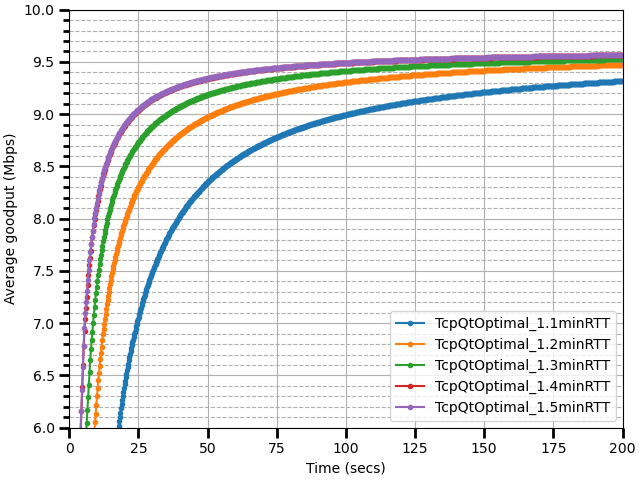 Average goodput (Mbps)
10.0
9.5
9.0
8.5
8.0
7.5
7.0
6.5
6.0
TcpQtOptimal_1.1minRTT
TcpQtOptimal_1.2minRTT
TcpQtOptimal_1.3minRTT
TcpQtOptimal_1.4minRTT
TcpQtOptimal_1.5minRTT
0 25 50 75 100 125 150 175 200
Time (secs)